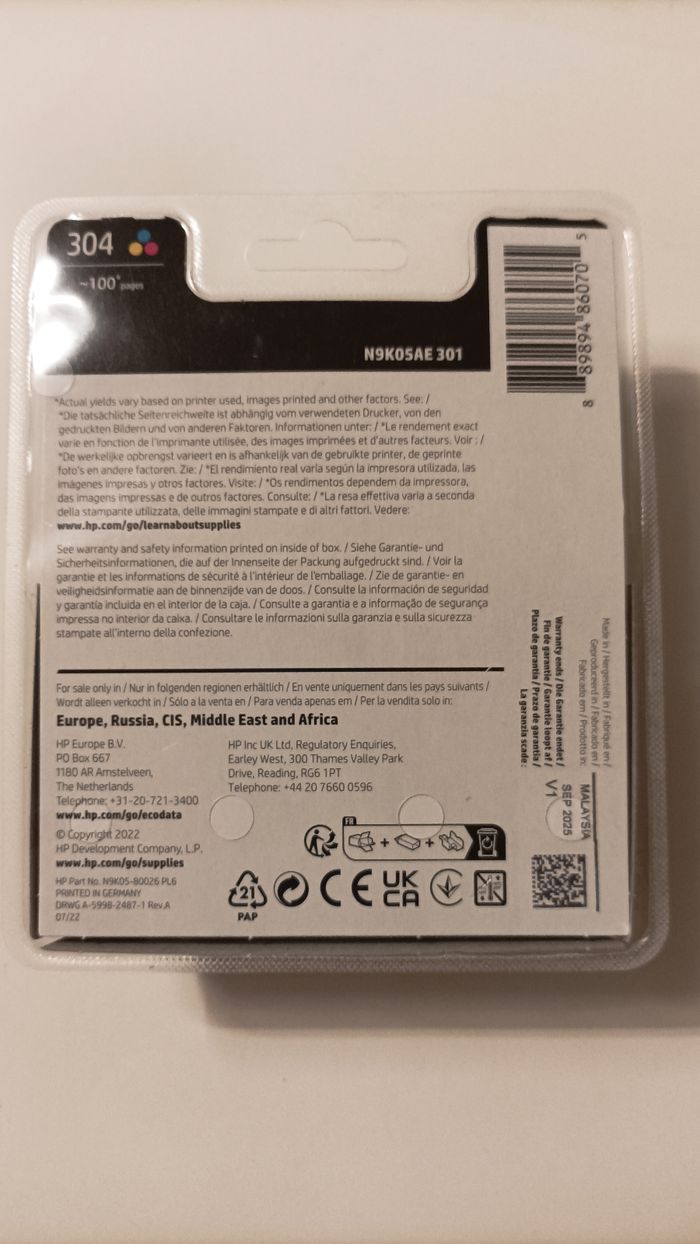 304
~100* pages
N9K05AE 301
8 89894 86070 5
*Actual yields vary based on printer used, images printed and other factors. See: /
*Die tatsächliche Seitenreichweite ist abhängig vom verwendeten Drucker, von den
gedruckten Bildern und von anderen Faktoren. Informationen unter: / *Le rendement exact
varie en fonction de l'imprimante utilisée, des images imprimées et d'autres facteurs. Voir : /
*De werkelijke opbrengst varieert en is afhankelijk van de gebruikte printer, de geprinte
foto's en andere factoren. Zie: / *El rendimiento real varía según la impresora utilizada, las
imágenes impresas y otros factores. Visite: / *Os rendimentos dependem da impressora,
das imagens impressas e de outros factores. Consulte: / *La resa effettiva varia a seconda
della stampante utilizzata, delle immagini stampate e di altri fattori. Vedere:
www.hp.com/go/learnaboutsupplies
See warranty and safety information printed on inside of box. / Siehe Garantie- und
Sicherheitsinformationen, die auf der Innenseite der Packung aufgedruckt sind. / Voir la
garantie et les informations de sécurité à l'intérieur de l'emballage. / Zie de garantie- en
veiligheidsinformatie aan de binnenzijde van de doos. / Consulte la información de seguridad
y garantía incluida en el interior de la caja. / Consulte a garantia e a informação de segurança
impressa no interior da caixa. / Consultare le informazioni sulla garanzia e sulla sicurezza
stampate all'interno della confezione.
For sale only in / Nur in folgenden regionen erhältlich / En vente uniquement dans les pays suivants /
Wordt alleen verkocht in / Sólo a la venta en / Para venda apenas em / Per la vendita solo in:
Europe, Russia, CIS, Middle East and Africa
HP Europe B.V.
PO Box 667
1180 AR Amstelveen,
The Netherlands
Telephone: +31-20-721-3400
www.hp.com/go/ecodata
HP Inc UK Ltd, Regulatory Enquiries,
Earley West, 300 Thames Valley Park
Drive, Reading, RG6 1PT
Telephone: +44 20 7660 0596
© Copyright 2022
HP Development Company, L.P.
www.hp.com/go/supplies
HP Part No. N9K05-80026 PL6
PRINTED IN GERMANY
DRWG A-5998-2487-1 Rev.A
07/22
FR
+
+
21
PAP
CE
UK
CA
Made in / Hergestellt in / Fabriqué en /
Geproduceerd in / Fabricado en /
Fabricado em / Prodotto in:
MALAYSIA
Warranty ends / Die Garantie endet /
Fin de garantie / Garantie loopt af /
Plazo de garantía / Prazo de garantia /
La garanzia scade:
SEP 2025
V1